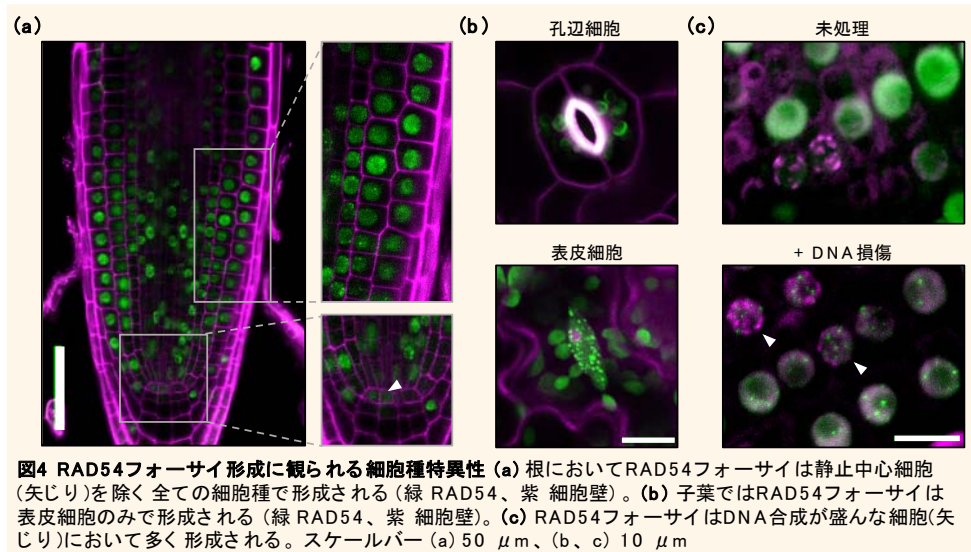 (a)
(b) 孔辺細胞
(c) 未処理
表皮細胞
+ DNA損傷
図4 RAD54フォーサイ形成に観られる細胞種特異性 (a) 根においてRAD54フォーサイは静止中心細胞
(矢じり)を除く全ての細胞種で形成される (緑 RAD54、紫 細胞壁) 。(b) 子葉ではRAD54フォーサイは
表皮細胞のみで形成される (緑 RAD54、紫 細胞壁)。(c) RAD54フォーサイはDNA合成が盛んな細胞(矢
じり)において多く形成される。スケールバー (a) 50 μm、(b、c) 10 μm